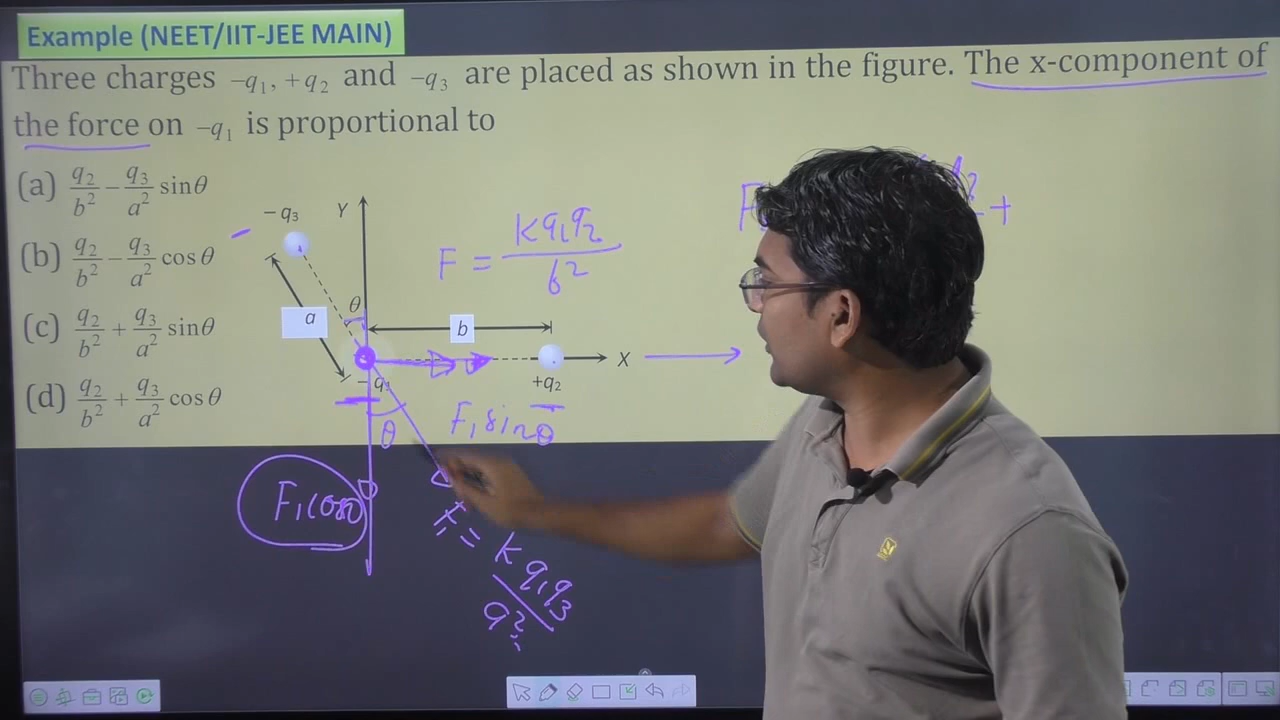 Example (NEET/IIT-JEE MAIN)
Three charges −q₁, +q₂ and −q₃ are placed as shown in the figure. The x-component of
the force on −q₁ is proportional to
(a) q₂/b² − q₃/a² sinθ
(b) q₂/b² − q₃/a² cosθ
(c) q₂/b² + q₃/a² sinθ
(d) q₂/b² + q₃/a² cosθ
−q₃
Y
θ
a
b
X
−q₁
+q₂
F = Kq₁q₂/b²
F
+
θ
F₁ sinθ
F₁cosθ
F₁ = Kq₁q₃/a²